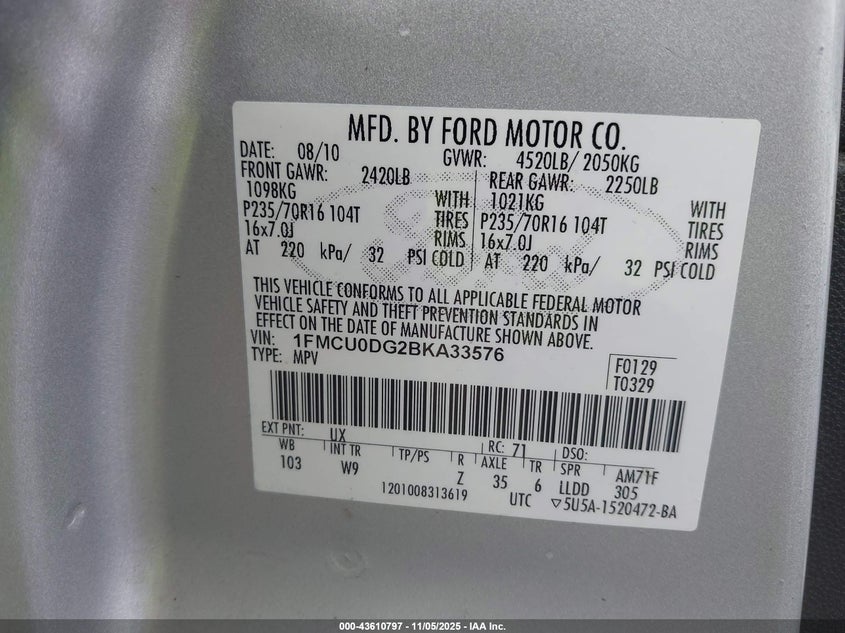 MFD. BY FORD MOTOR CO.
DATE: 08/10 GVWR: 4520LB/ 2050KG
FRONT GAWR: 2420LB REAR GAWR: 2250LB
1098KG WITH 1021KG WITH
P235/70R16 104T TIRES P235/70R16 104T TIRES
16x7.0J RIMS 16x7.0J RIMS
AT 220 kPa/ 32 PSI COLD AT 220 kPa/ 32 PSI COLD
THIS VEHICLE CONFORMS TO ALL APPLICABLE FEDERAL MOTOR
VEHICLE SAFETY AND THEFT PREVENTION STANDARDS IN
EFFECT ON THE DATE OF MANUFACTURE SHOWN ABOVE.
VIN: 1FMCU0DG2BKA33576
TYPE: MPV
F0129
T0329
EXT PNT: UX RC: 71 DSO:
WB INT TR TP/PS R AXLE TR SPR AM71F
103 W9 Z 35 6 LLDD 305
1201008313619 UTC ▽5U5A-1520472-BA
000-43610797 - 11/05/2025 - IAA Inc.